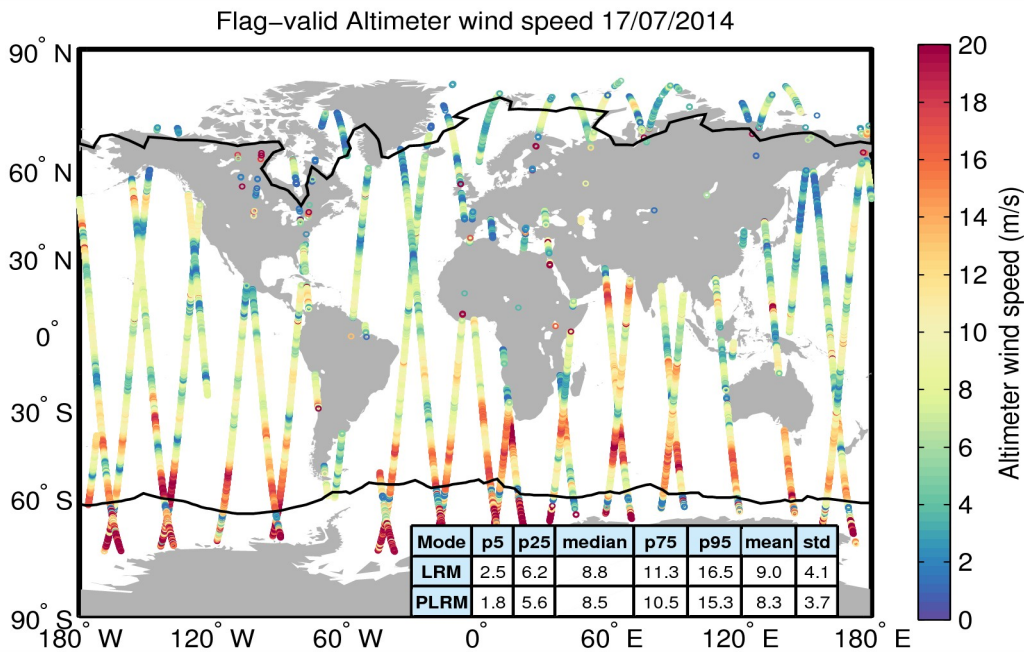 Flag−valid Altimeter wind speed 17/07/2014
90° N
60° N
30° N
0°
30° S
60° S
90° S
180° W
120° W
60° W
0°
60° E
120° E
180° E
Mode p5 p25 median p75 p95 mean std
LRM 2.5 6.2 8.8 11.3 16.5 9.0 4.1
PLRM 1.8 5.6 8.5 10.5 15.3 8.3 3.7
20
18
16
14
12
10
8
6
4
2
0
Altimeter wind speed (m/s)